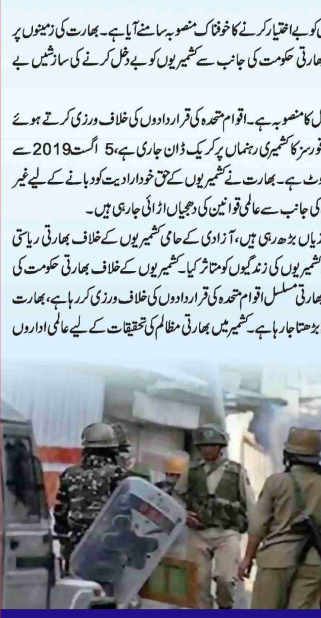 کو بے اختیار کرنے کا خوفناک منصوبہ سامنے آیا ہے۔ بھارت کی زمینوں پر
بھارتی حکومت کی جانب سے کشمیریوں کو بے دخل کرنے کی سازشیں بے
کا منصوبہ ہے۔ اقوام متحدہ کی قراردادوں کی خلاف ورزی کرتے ہوئے
فورسز کا کشمیری رہنماں پر کریک ڈان جاری ہے، 5 اگست 2019 سے
وٹ ہے۔ بھارت نے کشمیریوں کے حق خودارادیت کو دبانے کے لیے غیر
کی جانب سے عالمی قوانین کی دھجیاں اڑائی جا رہی ہیں۔
زیاں بڑھ رہی ہیں، آزادی کے حامی کشمیریوں کے خلاف بھارتی ریاستی
کشمیریوں کی زندگیوں کو متاثر کیا۔ کشمیریوں کے خلاف بھارتی حکومت کی
بھارتی مسلسل اقوام متحدہ کی قراردادوں کی خلاف ورزی کر رہا ہے، بھارت
بڑھتا جا رہا ہے۔ کشمیر میں بھارتی مظالم کی تحقیقات کے لیے عالمی اداروں